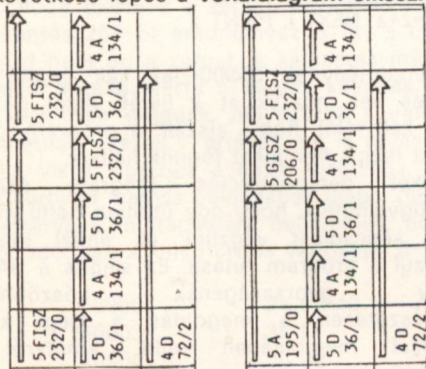 lépés a
5 FISZ 5 FISZ
232/0 232/0
5 D 4 A 5 D 5 FISZ 5 D 4 A
36/1 134/1 36/1 232/0 36/1 134/1
4 D
72/2
5 A 5 GISZ 5 FISZ
195/0 206/0 232/0
5 D 4 A 5 D 4 A 5 D 4 A
36/1 134/1 36/1 134/1 36/1 134/1
4 D
72/2